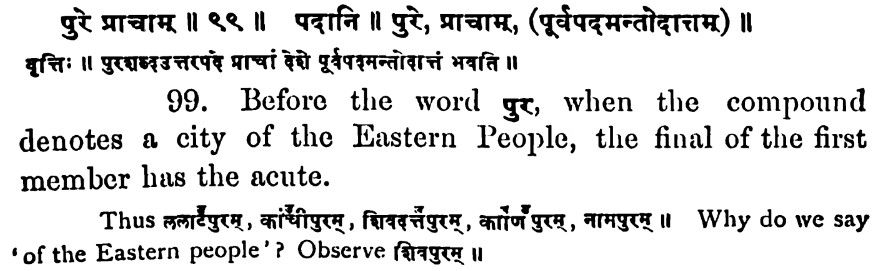 पुरे प्राचाम् ॥ ९९ ॥ पदानि ॥ पुरे, प्राचाम्, (पूर्वपदमन्तोदात्तम्) ॥
वृत्तिः ॥ पुरशब्दउत्तरपदे प्राचां देशे पूर्वपदमन्तोदात्तं भवति ॥
99. Before the word पुर, when the compound
denotes a city of the Eastern People, the final of the first
member has the acute.
Thus ललाटपुरम्, कांचीपुरम्, शिवदत्तपुरम्, कार्णिपुरम्, नामपुरम् ॥ Why do we say
'of the Eastern people'? Observe शिवपुरम् ॥